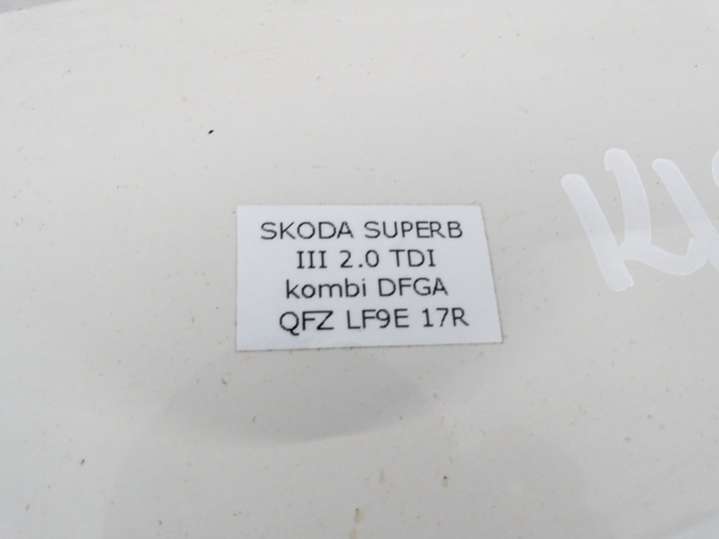 SKODA SUPERB
III 2.0 TDI
kombi DFGA
QFZ LF9E 17R